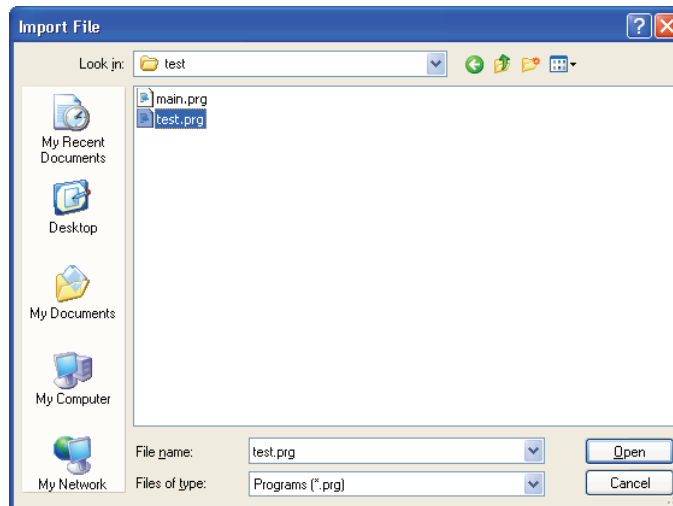 Import File
Look in: test
main.prg
test.prg
My Recent
Documents
Desktop
My Documents
My Computer
My Network
File name: test.prg Open
Files of type: Programs (*.prg) Cancel